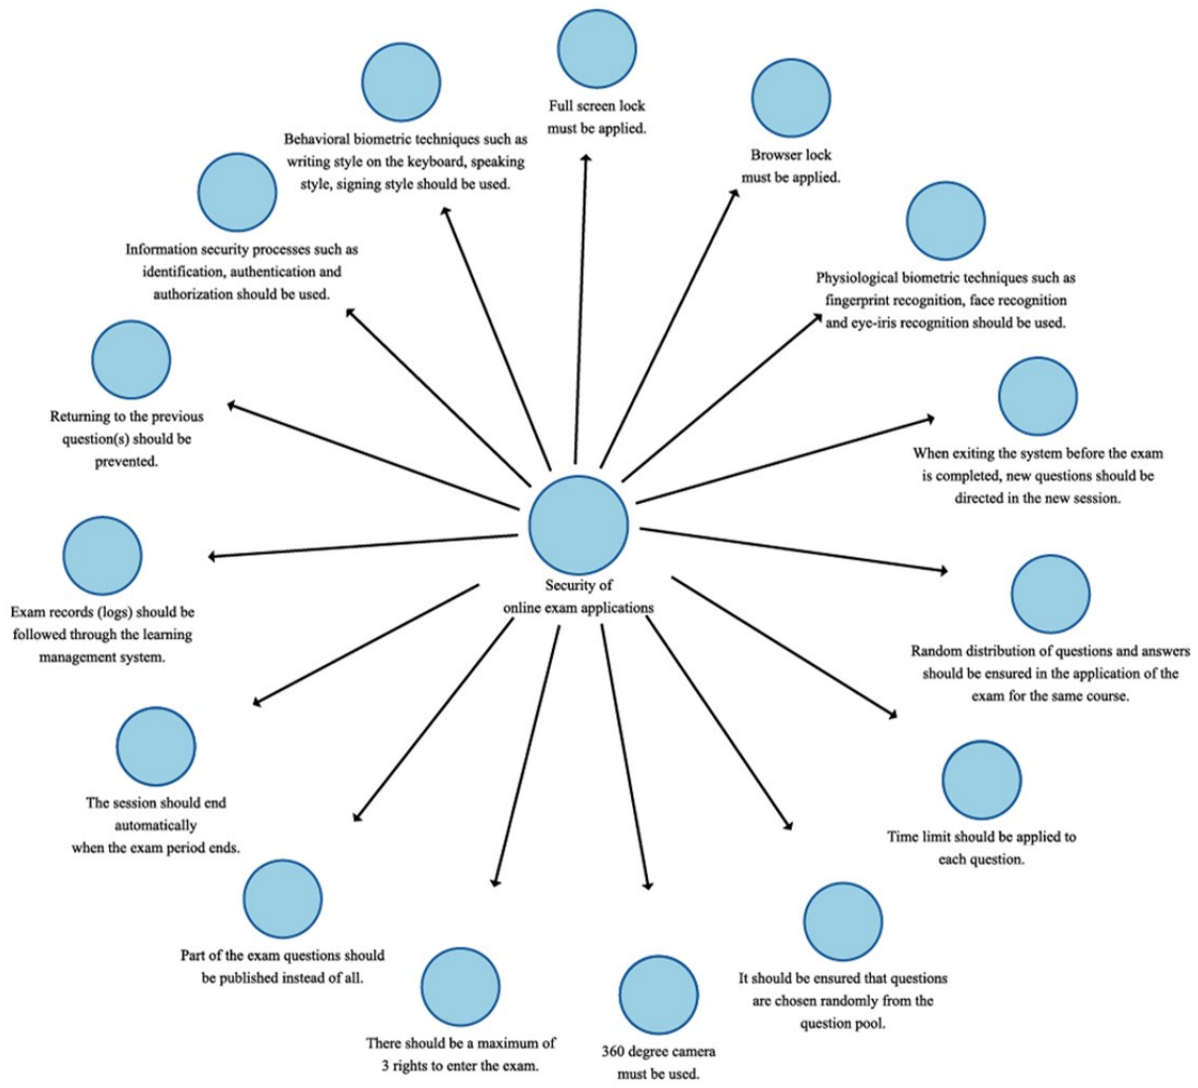 Full screen lock
must be applied.
Behavioral biometric techniques such as
writing style on the keyboard, speaking
style, signing style should be used.
Browser lock
must be applied.
Information security processes such as
identification, authentication and
authorization should be used.
Physiological biometric techniques such as
fingerprint recognition, face recognition
and eye-iris recognition should be used.
Returning to the previous
question(s) should be
prevented.
When exiting the system before the exam
is completed, new questions should be
directed in the new session.
Security of
online exam applications
Exam records (logs) should be
followed through the learning
management system.
Random distribution of questions and answers
should be ensured in the application of the
exam for the same course.
The session should end
automatically
when the exam period ends.
Time limit should be applied to
each question.
Part of the exam questions should
be published instead of all.
It should be ensured that questions
are chosen randomly from the
question pool.
There should be a maximum of
3 rights to enter the exam.
360 degree camera
must be used.